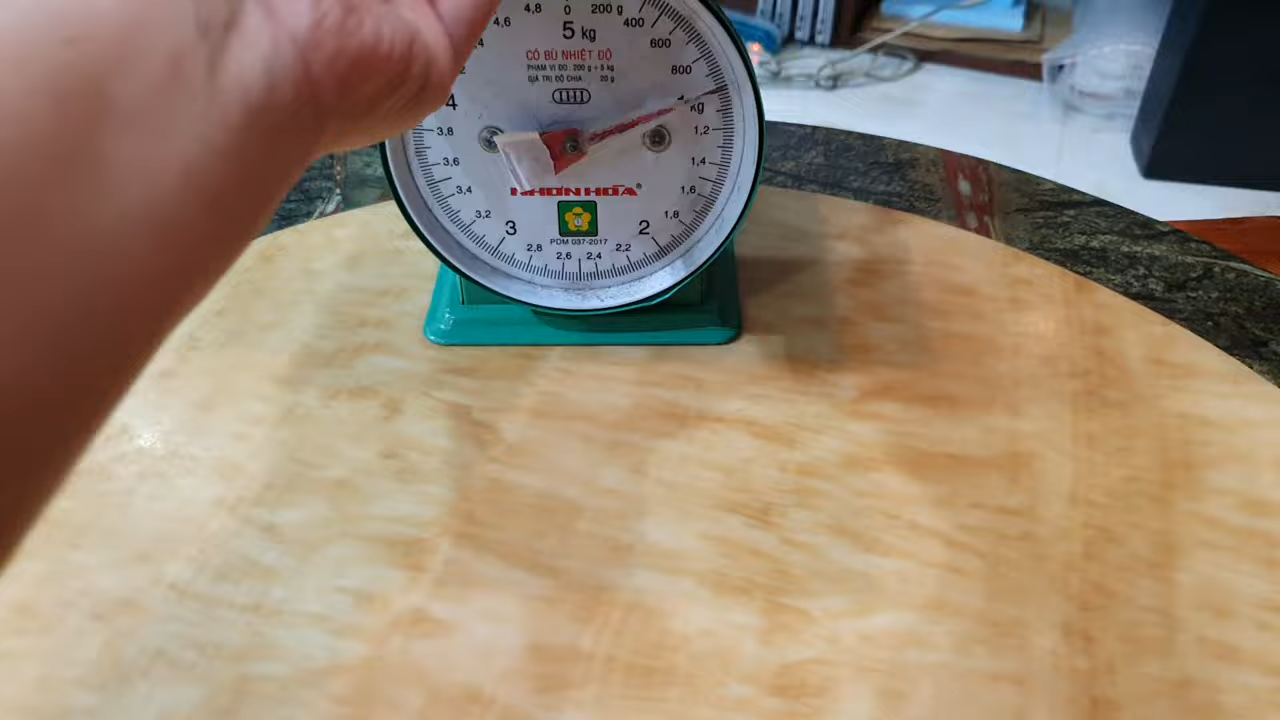 4,8 0 200 g
4,6 400
5 kg
600
CÓ BÙ NHIỆT ĐỘ
PHẠM VI ĐO : 200 g ÷ 5 kg
GIÁ TRỊ ĐỘ CHIA : 20 g
800
4 kg
3,8 1,2
3,6 1,4
3,4 1,6
NHƠN HÒA®
3,2 1,8
3 2
PDM 037-2017
2,8 2,2
2,6 2,4